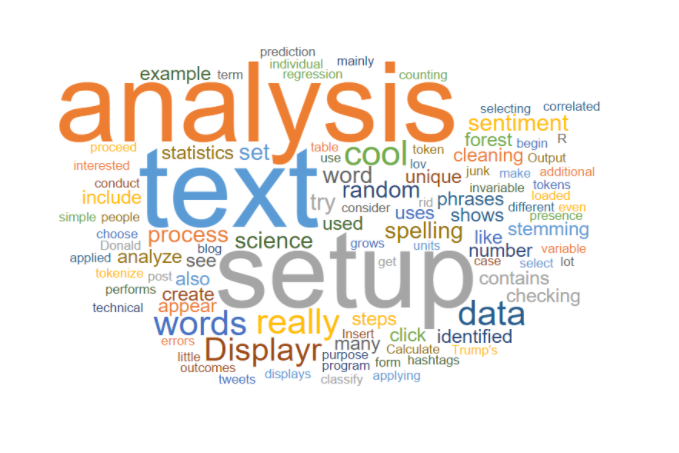 prediction
individual
mainly
example
term
regression
counting
analysis
selecting
correlated
sentiment
proceed
statistics
set
table
use
cool
token
forest
begin
R
interested
word
lov
cleaning
Output
conduct
text
random
unique
junk
make
additional
include
try
consider
rid
phrases
invariable
tokens
loaded
simple
people
used
uses
shows
different
even
presence
choose
process
science
spelling
like
stemming
Donald
blog
grows
units
number
variable
applied
analyze
see
setup
get
case
select
lot
tokenize
post
also
contains
performs
create
checking
technical
appear
data
words
really
steps
errors
Insert
many
click
identified
little
Displayr
purpose
Calculate
Trump's
outcomes
program
form
hashtags
tweets
displays
classify
applying